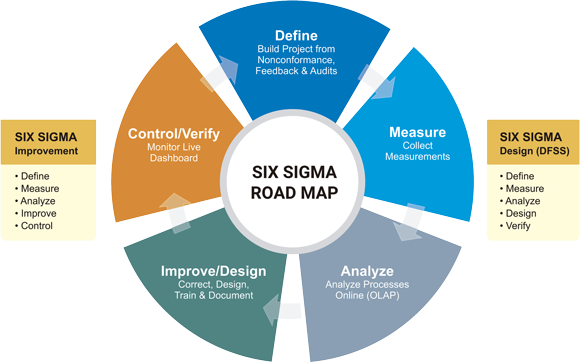 Define
Build Project from
Nonconformance,
Feedback & Audits
Measure
Collect
Measurements
Analyze
Analyze Processes
Online (OLAP)
Improve/Design
Correct, Design,
Train & Document
Control/Verify
Monitor Live
Dashboard
SIX SIGMA
ROAD MAP
SIX SIGMA
Improvement
• Define
• Measure
• Analyze
• Improve
• Control
SIX SIGMA
Design (DFSS)
• Define
• Measure
• Analyze
• Design
• Verify